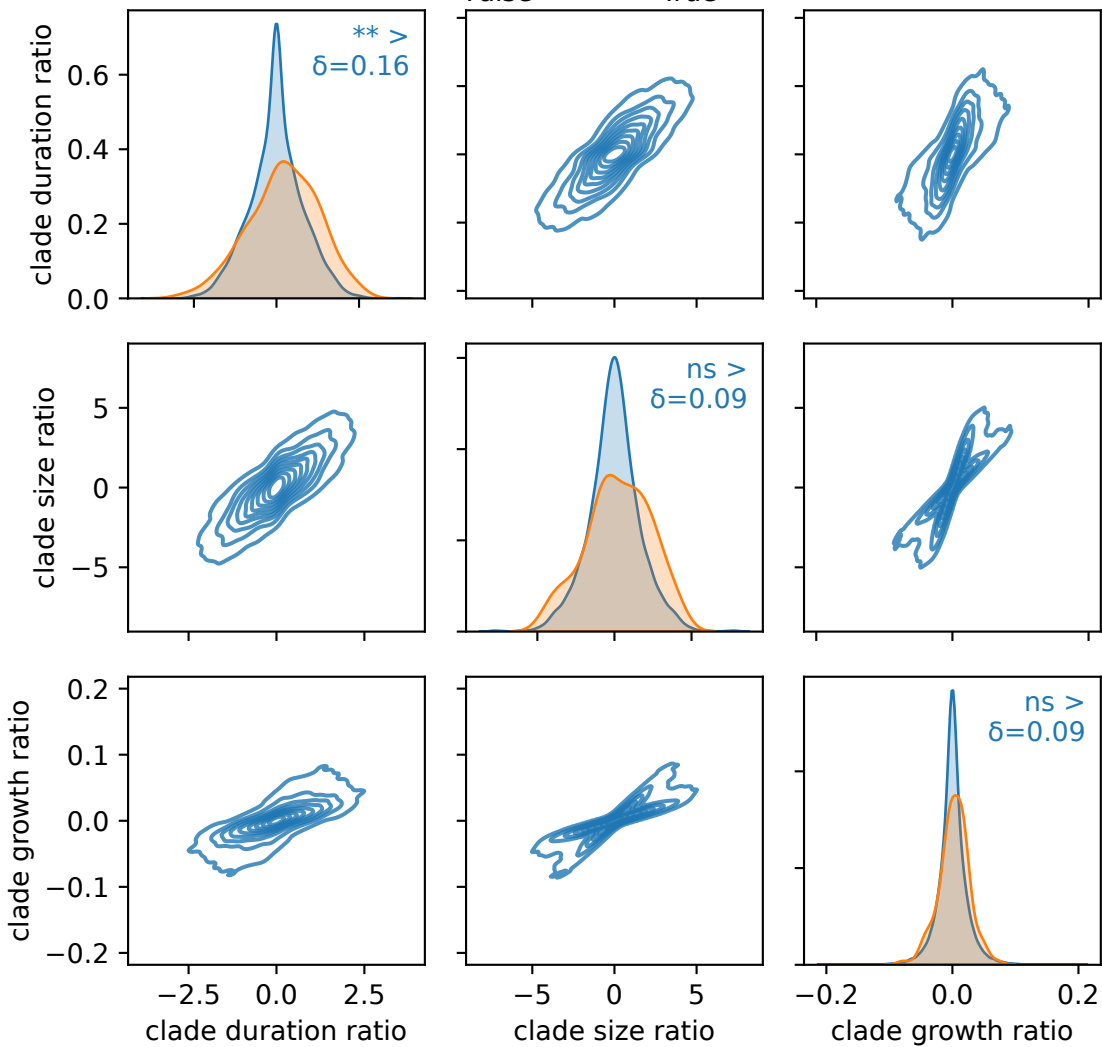 clade duration ratio
0.6
0.4
0.2
0.0
** >
δ=0.16
clade size ratio
5
0
−5
ns >
δ=0.09
clade growth ratio
0.2
0.1
0.0
−0.1
−0.2
ns >
δ=0.09
−2.5 0.0 2.5
−5 0 5
−0.2 0.0 0.2
clade duration ratio
clade size ratio
clade growth ratio